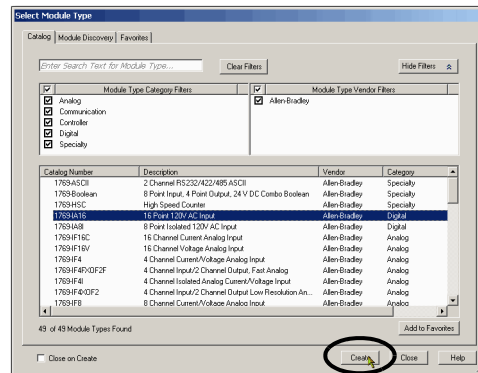 Select Module Type
Catalog Module Discovery Favorites
Enter Search Text for Module Type... Clear Filters Hide Filters
Module Type Category Filters Module Type Vendor Filters
Analog Allen-Bradley
Communication
Controller
Digital
Specialty
Catalog Number Description Vendor Category
1769-ASCII 2 Channel RS232/422/485 ASCII Allen-Bradley Specialty
1769-Boolean 8 Point Input, 4 Point Output, 24 V DC Combo Boolean Allen-Bradley Specialty
1769-HSC High Speed Counter Allen-Bradley Specialty
1769-IA16 16 Point 120V AC Input Allen-Bradley Digital
1769-IA8I 8 Point Isolated 120V AC Input Allen-Bradley Digital
1769-IF16C 16 Channel Current Analog Input Allen-Bradley Analog
1769-IF16V 16 Channel Voltage Analog Input Allen-Bradley Analog
1769-IF4 4 Channel Current/Voltage Analog Input Allen-Bradley Analog
1769-IF4FXOF2F 4 Channel Input/2 Channel Output, Fast Analog Allen-Bradley Analog
1769-IF4I 4 Channel Isolated Analog Current/Voltage Input Allen-Bradley Analog
1769-IF4XOF2 4 Channel Input/2 Channel Output Low Resolution An... Allen-Bradley Analog
1769-IF8 8 Channel Current/Voltage Analog Input Allen-Bradley Analog
49 of 49 Module Types Found Add to Favorites
Close on Create Create Close Help